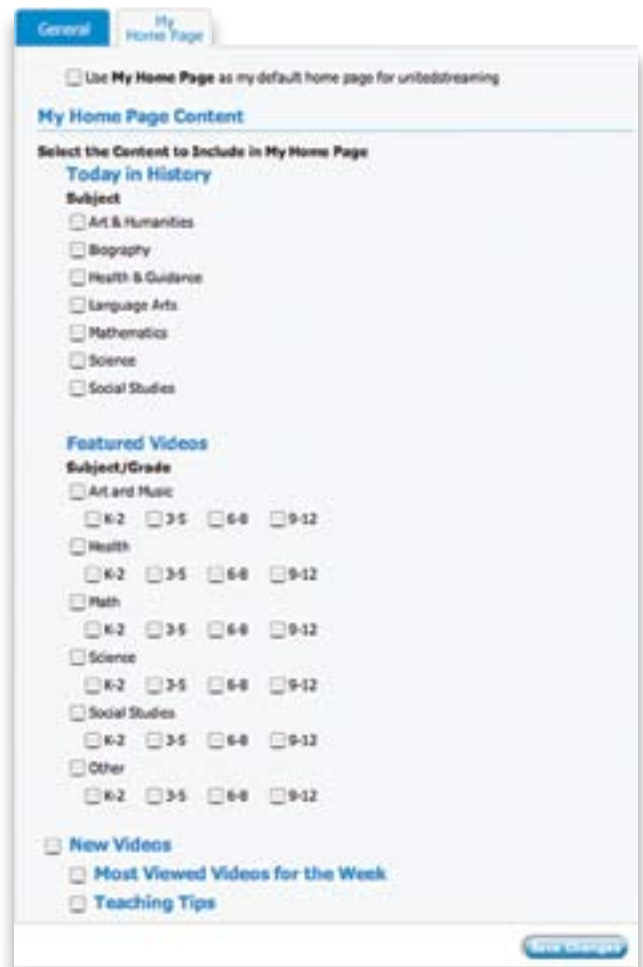 General
My
Home Page
Use My Home Page as my default home page for unitedstreaming
My Home Page Content
Select the Content to Include in My Home Page
Today in History
Subject
Art & Humanities
Biography
Health & Guidance
Language Arts
Mathematics
Science
Social Studies
Featured Videos
Subject/Grade
Art and Music
K-2 3-5 6-8 9-12
Health
K-2 3-5 6-8 9-12
Math
K-2 3-5 6-8 9-12
Science
K-2 3-5 6-8 9-12
Social Studies
K-2 3-5 6-8 9-12
Other
K-2 3-5 6-8 9-12
New Videos
Most Viewed Videos for the Week
Teaching Tips
Save Changes